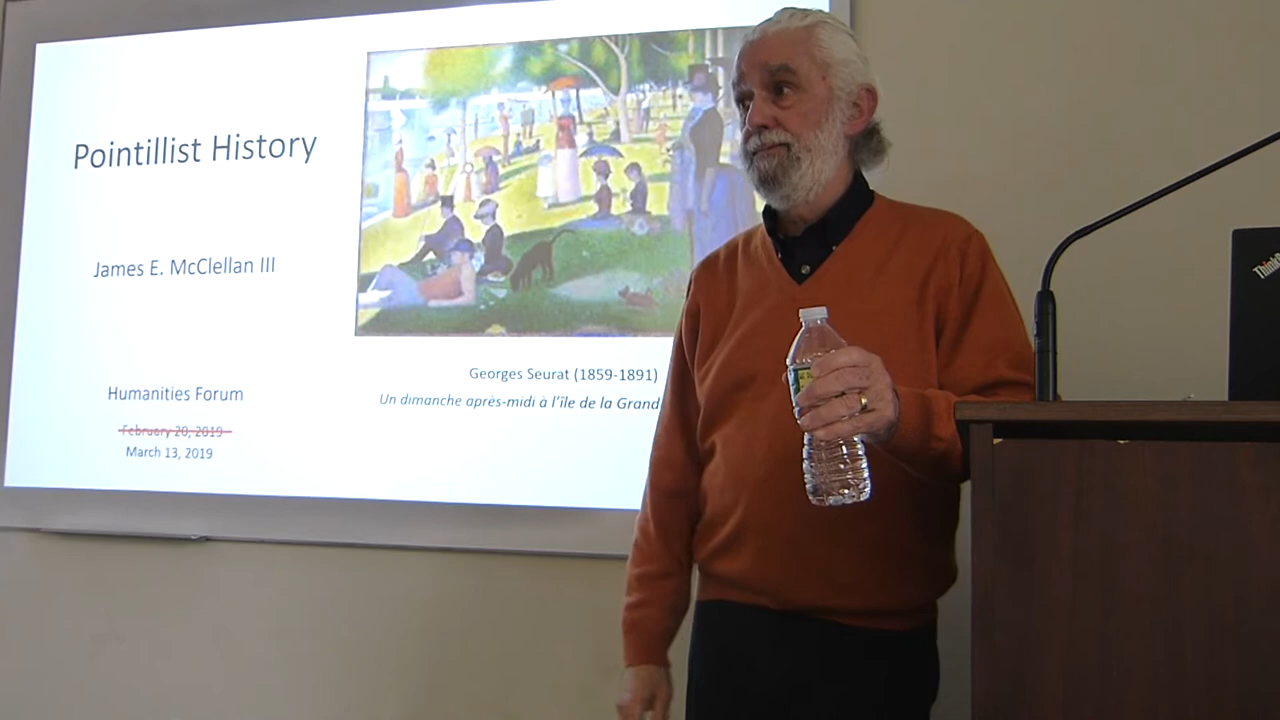 Pointillist History
James E. McClellan III
Humanities Forum
February 20, 2019
March 13, 2019
Georges Seurat (1859-1891)
Un dimanche après-midi à l'île de la Grand
Think